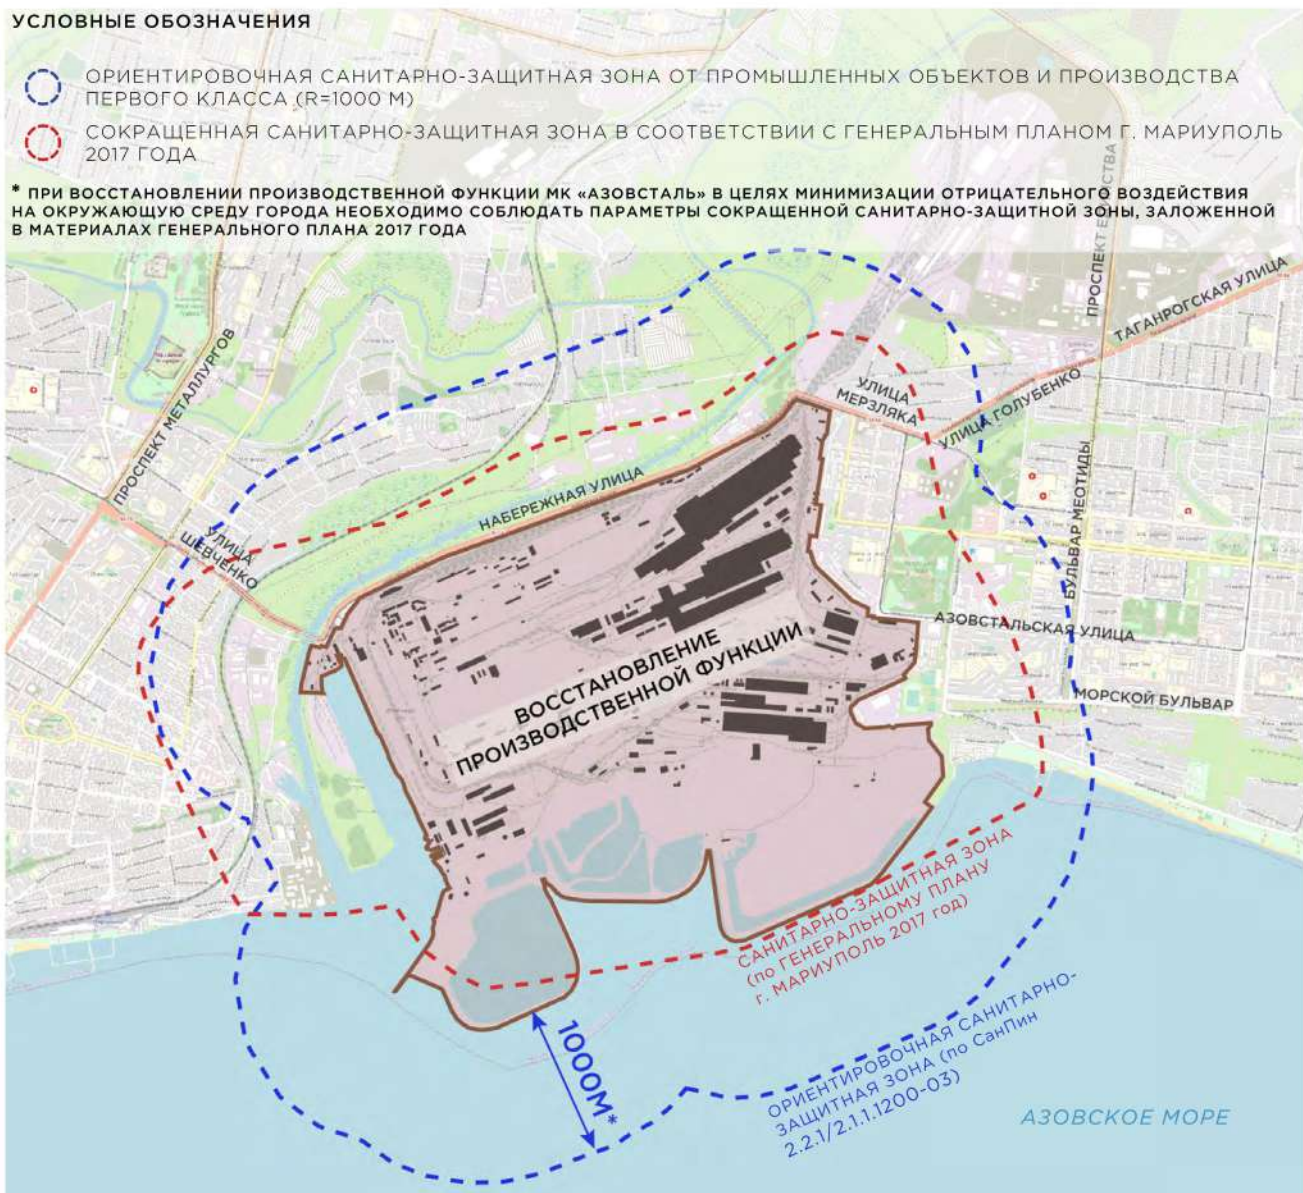 УСЛОВНЫЕ ОБОЗНАЧЕНИЯ
ОРИЕНТИРОВОЧНАЯ САНИТАРНО-ЗАЩИТНАЯ ЗОНА ОТ ПРОМЫШЛЕННЫХ ОБЪЕКТОВ И ПРОИЗВОДСТВА
ПЕРВОГО КЛАССА (R=1000 М)
СОКРАЩЕННАЯ САНИТАРНО-ЗАЩИТНАЯ ЗОНА В СООТВЕТСТВИИ С ГЕНЕРАЛЬНЫМ ПЛАНОМ Г. МАРИУПОЛЬ
2017 ГОДА
* ПРИ ВОССТАНОВЛЕНИИ ПРОИЗВОДСТВЕННОЙ ФУНКЦИИ МК «АЗОВСТАЛЬ» В ЦЕЛЯХ МИНИМИЗАЦИИ ОТРИЦАТЕЛЬНОГО ВОЗДЕЙСТВИЯ
НА ОКРУЖАЮЩУЮ СРЕДУ ГОРОДА НЕОБХОДИМО СОБЛЮДАТЬ ПАРАМЕТРЫ СОКРАЩЕННОЙ САНИТАРНО-ЗАЩИТНОЙ ЗОНЫ, ЗАЛОЖЕННОЙ
В МАТЕРИАЛАХ ГЕНЕРАЛЬНОГО ПЛАНА 2017 ГОДА
ПРОСПЕКТ МЕТАЛЛУРГОВ
ТАГАНРОГСКАЯ УЛИЦА
УЛИЦА
МЕРЗЛЯКА
УЛИЦА ГОЛУБЕНКО
НАБЕРЕЖНАЯ УЛИЦА
УЛИЦА
ШЕВЧЕНКО
БУЛЬВАР МЕОТИДЫ
АЗОВСТАЛЬСКАЯ УЛИЦА
МОРСКОЙ БУЛЬВАР
ВОССТАНОВЛЕНИЕ
ПРОИЗВОДСТВЕННОЙ ФУНКЦИИ
САНИТАРНО-ЗАЩИТНАЯ ЗОНА
(по ГЕНЕРАЛЬНОМУ ПЛАНУ
г. МАРИУПОЛЬ 2017 год)
1000М*
ОРИЕНТИРОВОЧНАЯ САНИТАРНО-
ЗАЩИТНАЯ ЗОНА (по СанПин
2.2.1/2.1.1.1200-03)
АЗОВСКОЕ МОРЕ